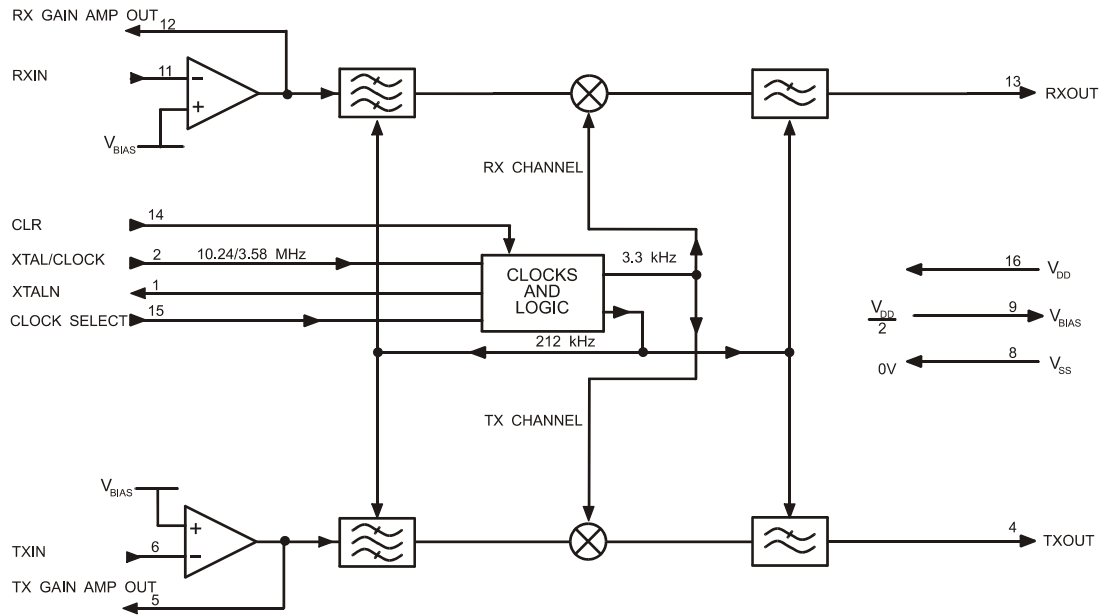 RX GAIN AMP OUT
12
RXIN
11
−
+
VBIAS
13
RXOUT
RX CHANNEL
CLR
14
XTAL/CLOCK
2
10.24/3.58 MHz
XTALN
1
CLOCK SELECT
15
CLOCKS
AND
LOGIC
3.3 kHz
212 kHz
16
VDD
VDD
2
9
VBIAS
0V
8
VSS
TX CHANNEL
VBIAS
+
−
TXIN
6
TX GAIN AMP OUT
5
4
TXOUT